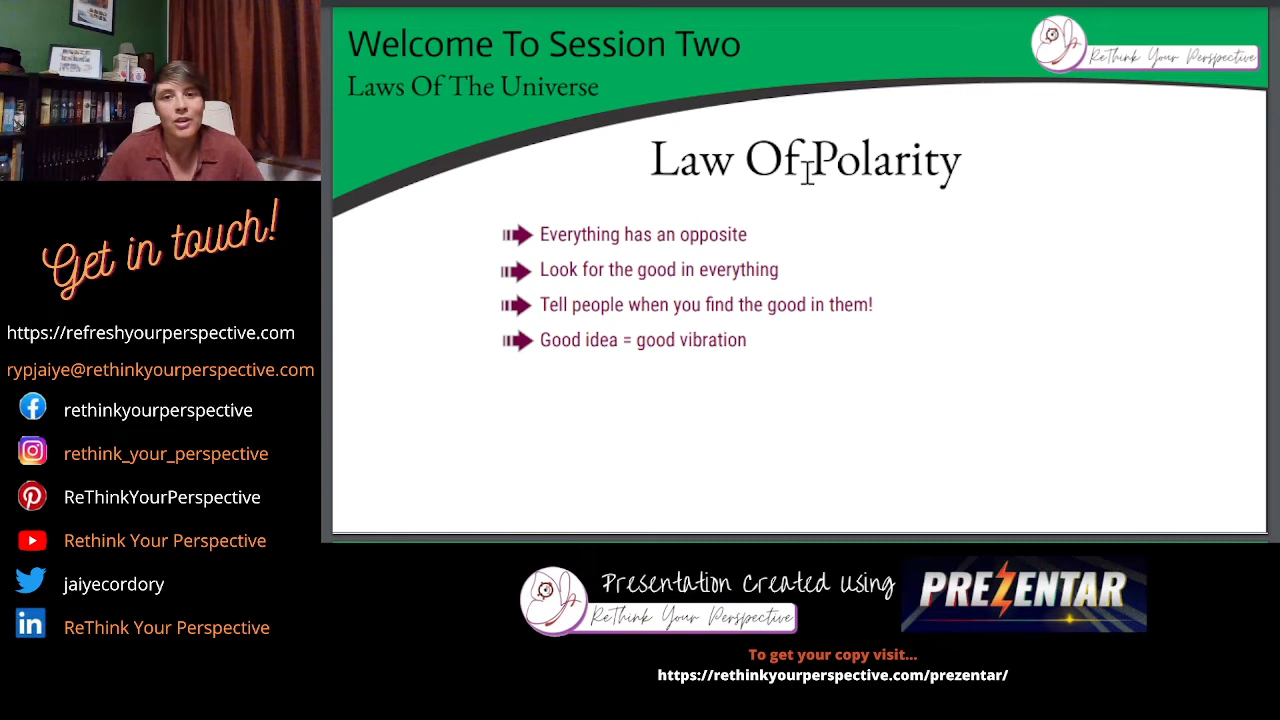 Welcome To Session Two
Laws Of The Universe
ReThink Your Perspective
Law Of Polarity
Everything has an opposite
Look for the good in everything
Tell people when you find the good in them!
Good idea = good vibration
Get in touch!
https://refreshyourperspective.com
rypjaiye@rethinkyourperspective.com
rethinkyourperspective
rethink_your_perspective
ReThinkYourPerspective
Rethink Your Perspective
jaiyecordory
ReThink Your Perspective
Presentation Created Using
ReThink Your Perspective
PREZENTAR
To get your copy visit...
https://rethinkyourperspective.com/prezentar/